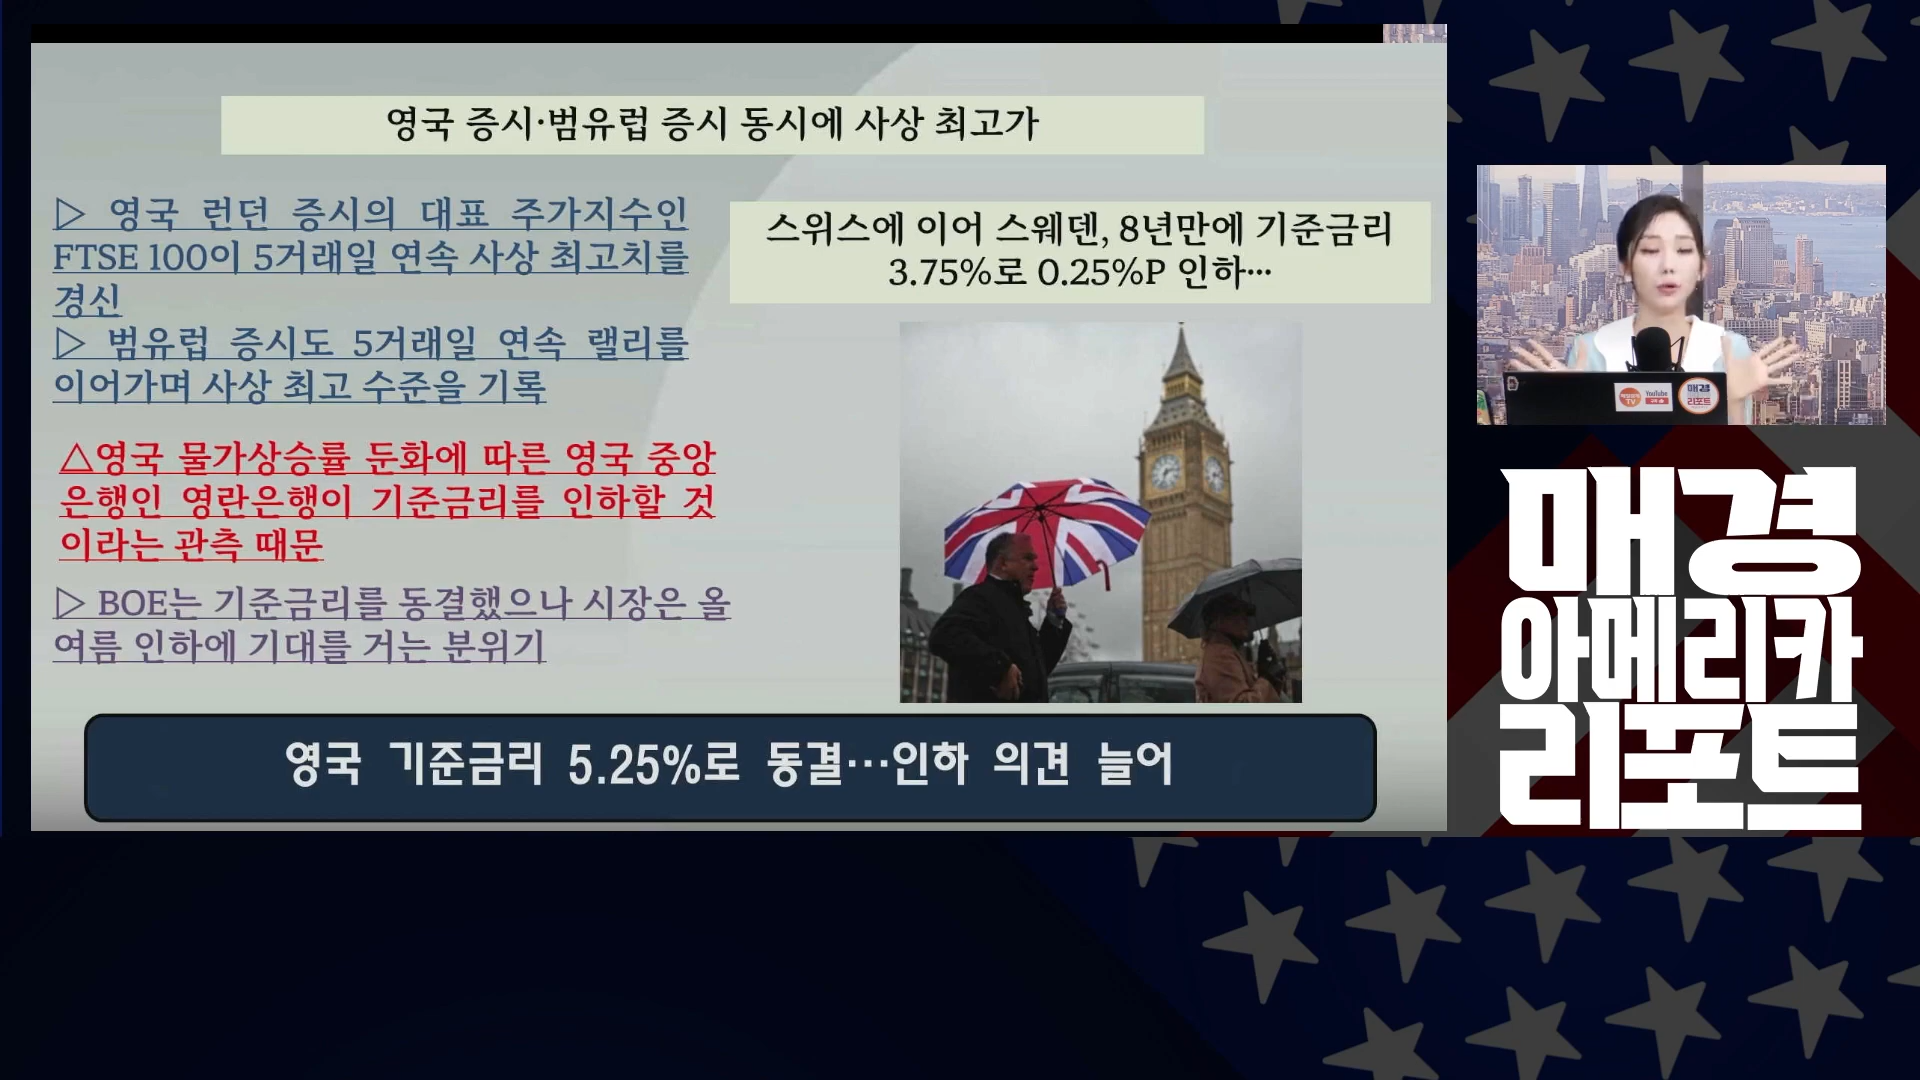 영국 증시·범유럽 증시 동시에 사상 최고가
▷ 영국 런던 증시의 대표 주가지수인
FTSE 100이 5거래일 연속 사상 최고치를
경신
▷ 범유럽 증시도 5거래일 연속 랠리를
이어가며 사상 최고 수준을 기록
△영국 물가상승률 둔화에 따른 영국 중앙
은행인 영란은행이 기준금리를 인하할 것
이라는 관측 때문
▷ BOE는 기준금리를 동결했으나 시장은 올
여름 인하에 기대를 거는 분위기
스위스에 이어 스웨덴, 8년만에 기준금리
3.75%로 0.25%P 인하…
영국 기준금리 5.25%로 동결…인하 의견 늘어
YouTube
매경
리포트
매경
아메리카
리포트